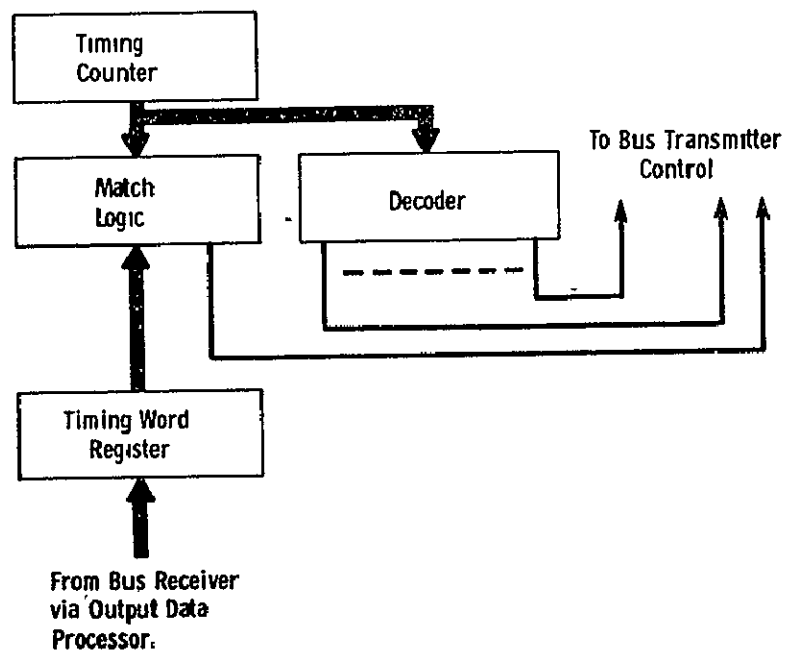 Timing
Counter
Match
Logic
Decoder
To Bus Transmitter
Control
Timing Word
Register
From Bus Receiver
via Output Data
Processor.